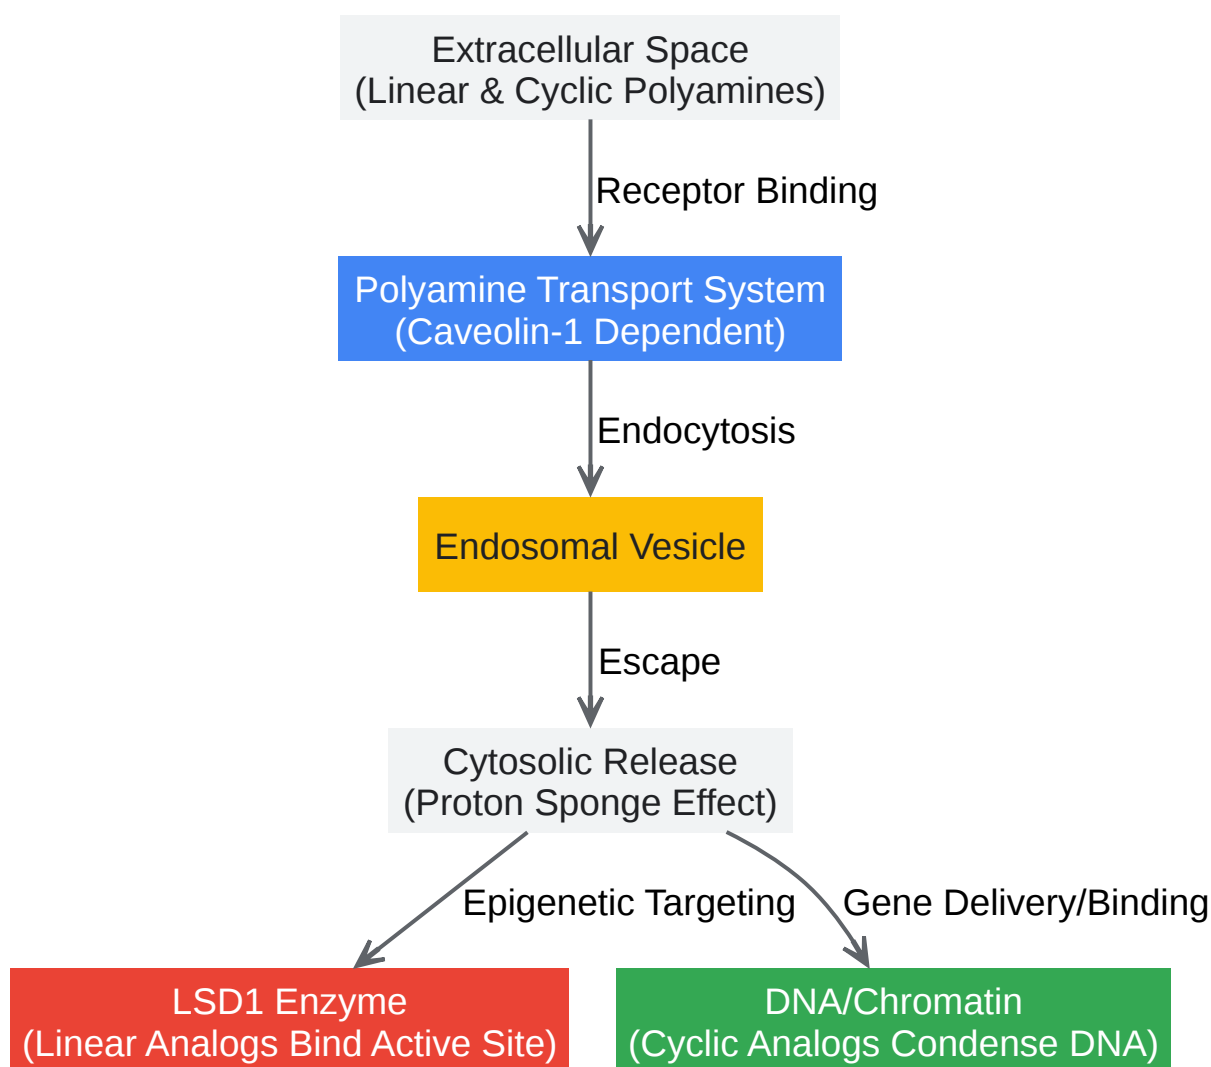 Extracellular Space
(Linear & Cyclic Polyamines)
Receptor Binding
Polyamine Transport System
(Caveolin-1 Dependent)
Endocytosis
Endosomal Vesicle
Escape
Cytosolic Release
(Proton Sponge Effect)
Epigenetic Targeting
Gene Delivery/Binding
LSD1 Enzyme
(Linear Analogs Bind Active Site)
DNA/Chromatin
(Cyclic Analogs Condense DNA)